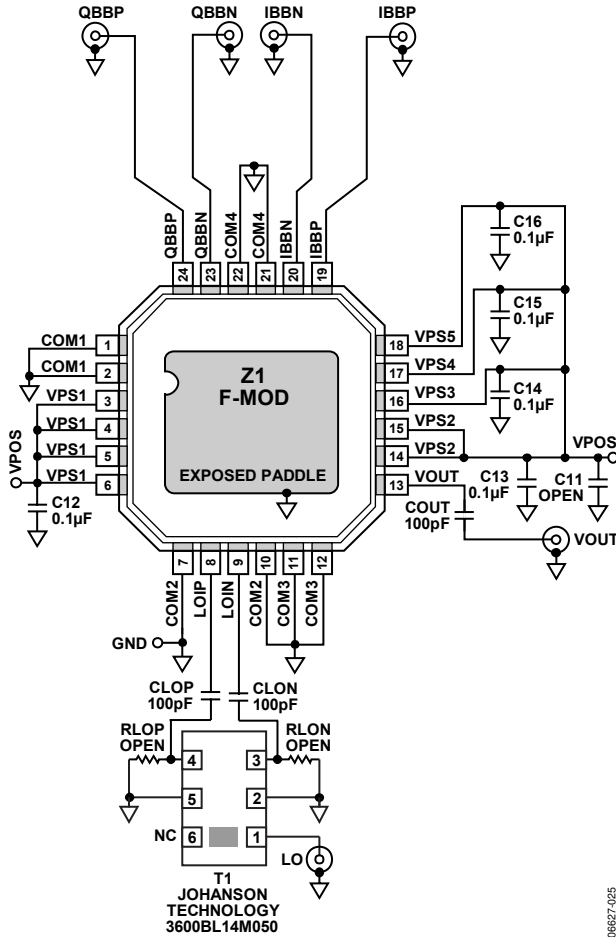 QBBP
QBBN
IBBN
IBBP
QBBP
QBBN
COM4
COM4
IBBN
IBBP
24
23
22
21
20
19
C16
0.1µF
C15
0.1µF
C14
0.1µF
COM1
1
COM1
2
VPS1
3
VPS1
4
VPS1
5
VPS1
6
VPOS
C12
0.1µF
Z1
F-MOD
EXPOSED PADDLE
18
VPS5
17
VPS4
16
VPS3
15
VPS2
14
VPS2
13
VOUT
VPOS
C13
0.1µF
C11
OPEN
COUT
100pF
VOUT
7
8
9
10
11
12
COM2
LOIP
LOIN
COM2
COM3
COM3
GND
CLOP
100pF
CLON
100pF
RLOP
OPEN
RLON
OPEN
4
3
5
2
NC
6
1
LO
T1
JOHANSON
TECHNOLOGY
3600BL14M050
06627-025